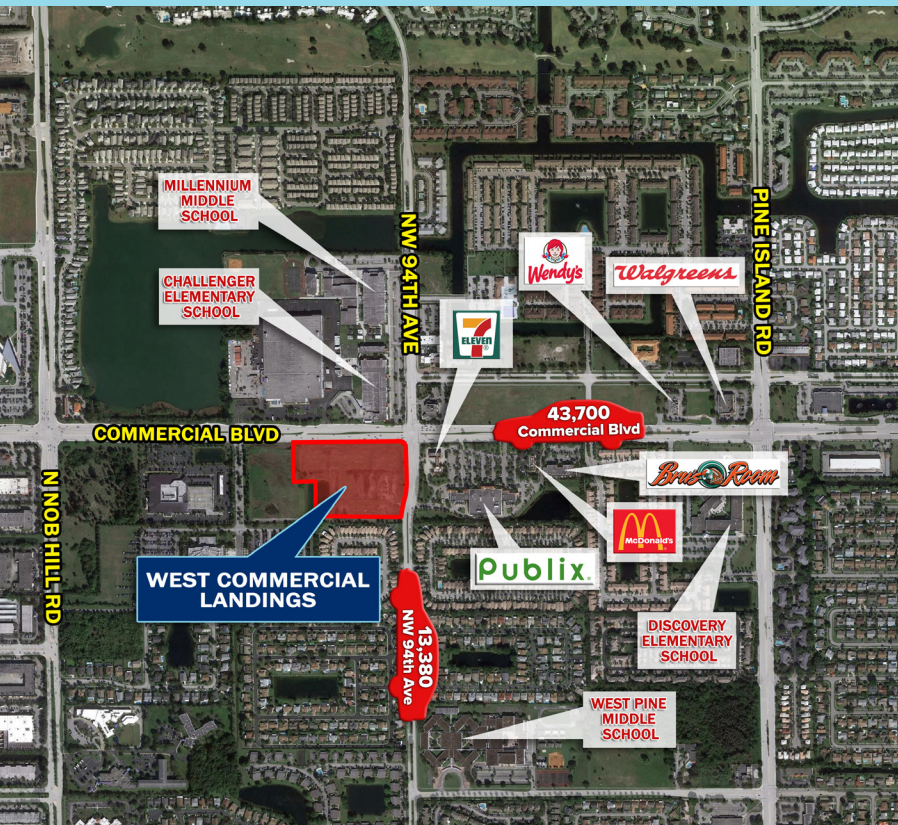 MILLENNIUM
MIDDLE
SCHOOL
CHALLENGER
ELEMENTARY
SCHOOL
NW 94TH AVE
7
ELEVEN
®
Wendy's
Walgreens
PINE ISLAND RD
COMMERCIAL BLVD
43,700
Commercial Blvd
N NOB HILL RD
WEST COMMERCIAL
LANDINGS
Bru's Room
McDonald's
Publix.
13,380
NW 94th Ave
DISCOVERY
ELEMENTARY
SCHOOL
WEST PINE
MIDDLE
SCHOOL